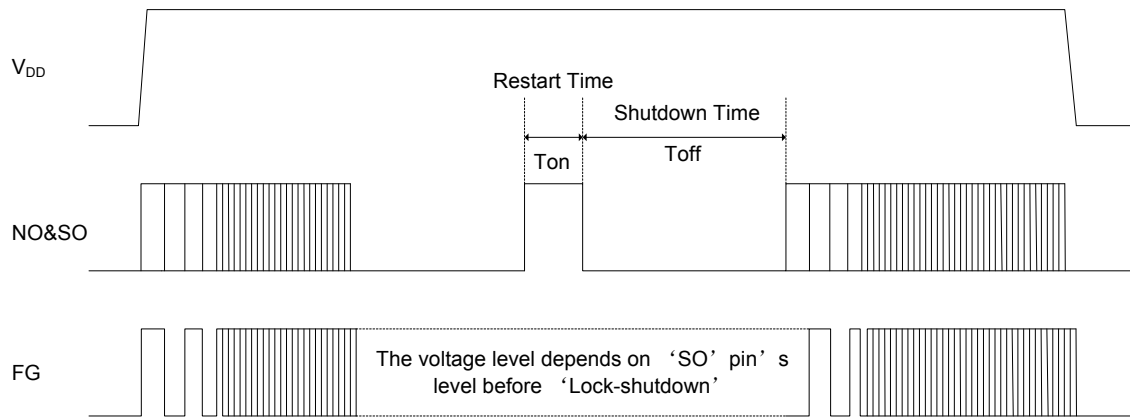 V_DD
Restart Time
Shutdown Time
Ton
Toff
NO&SO
FG
The voltage level depends on ‘SO’ pin’s
level before ‘Lock-shutdown’